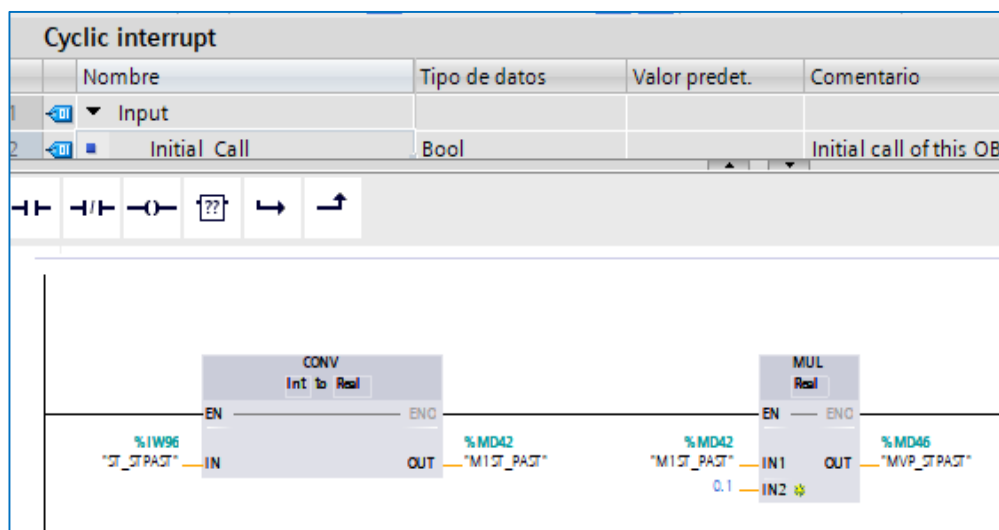 Cyclic interrupt
Nombre Tipo de datos Valor predet. Comentario
1 Input
2 Initial_Call Bool Initial call of this OB
??
CONV MUL
Int to Real Real
EN ENO EN ENO
%IW96 %MD42 %MD42 %MD46
"ST_STPAST" IN OUT "M1ST_PAST" "M1ST_PAST" IN1 OUT "MVP_STPAST"
0.1 IN2